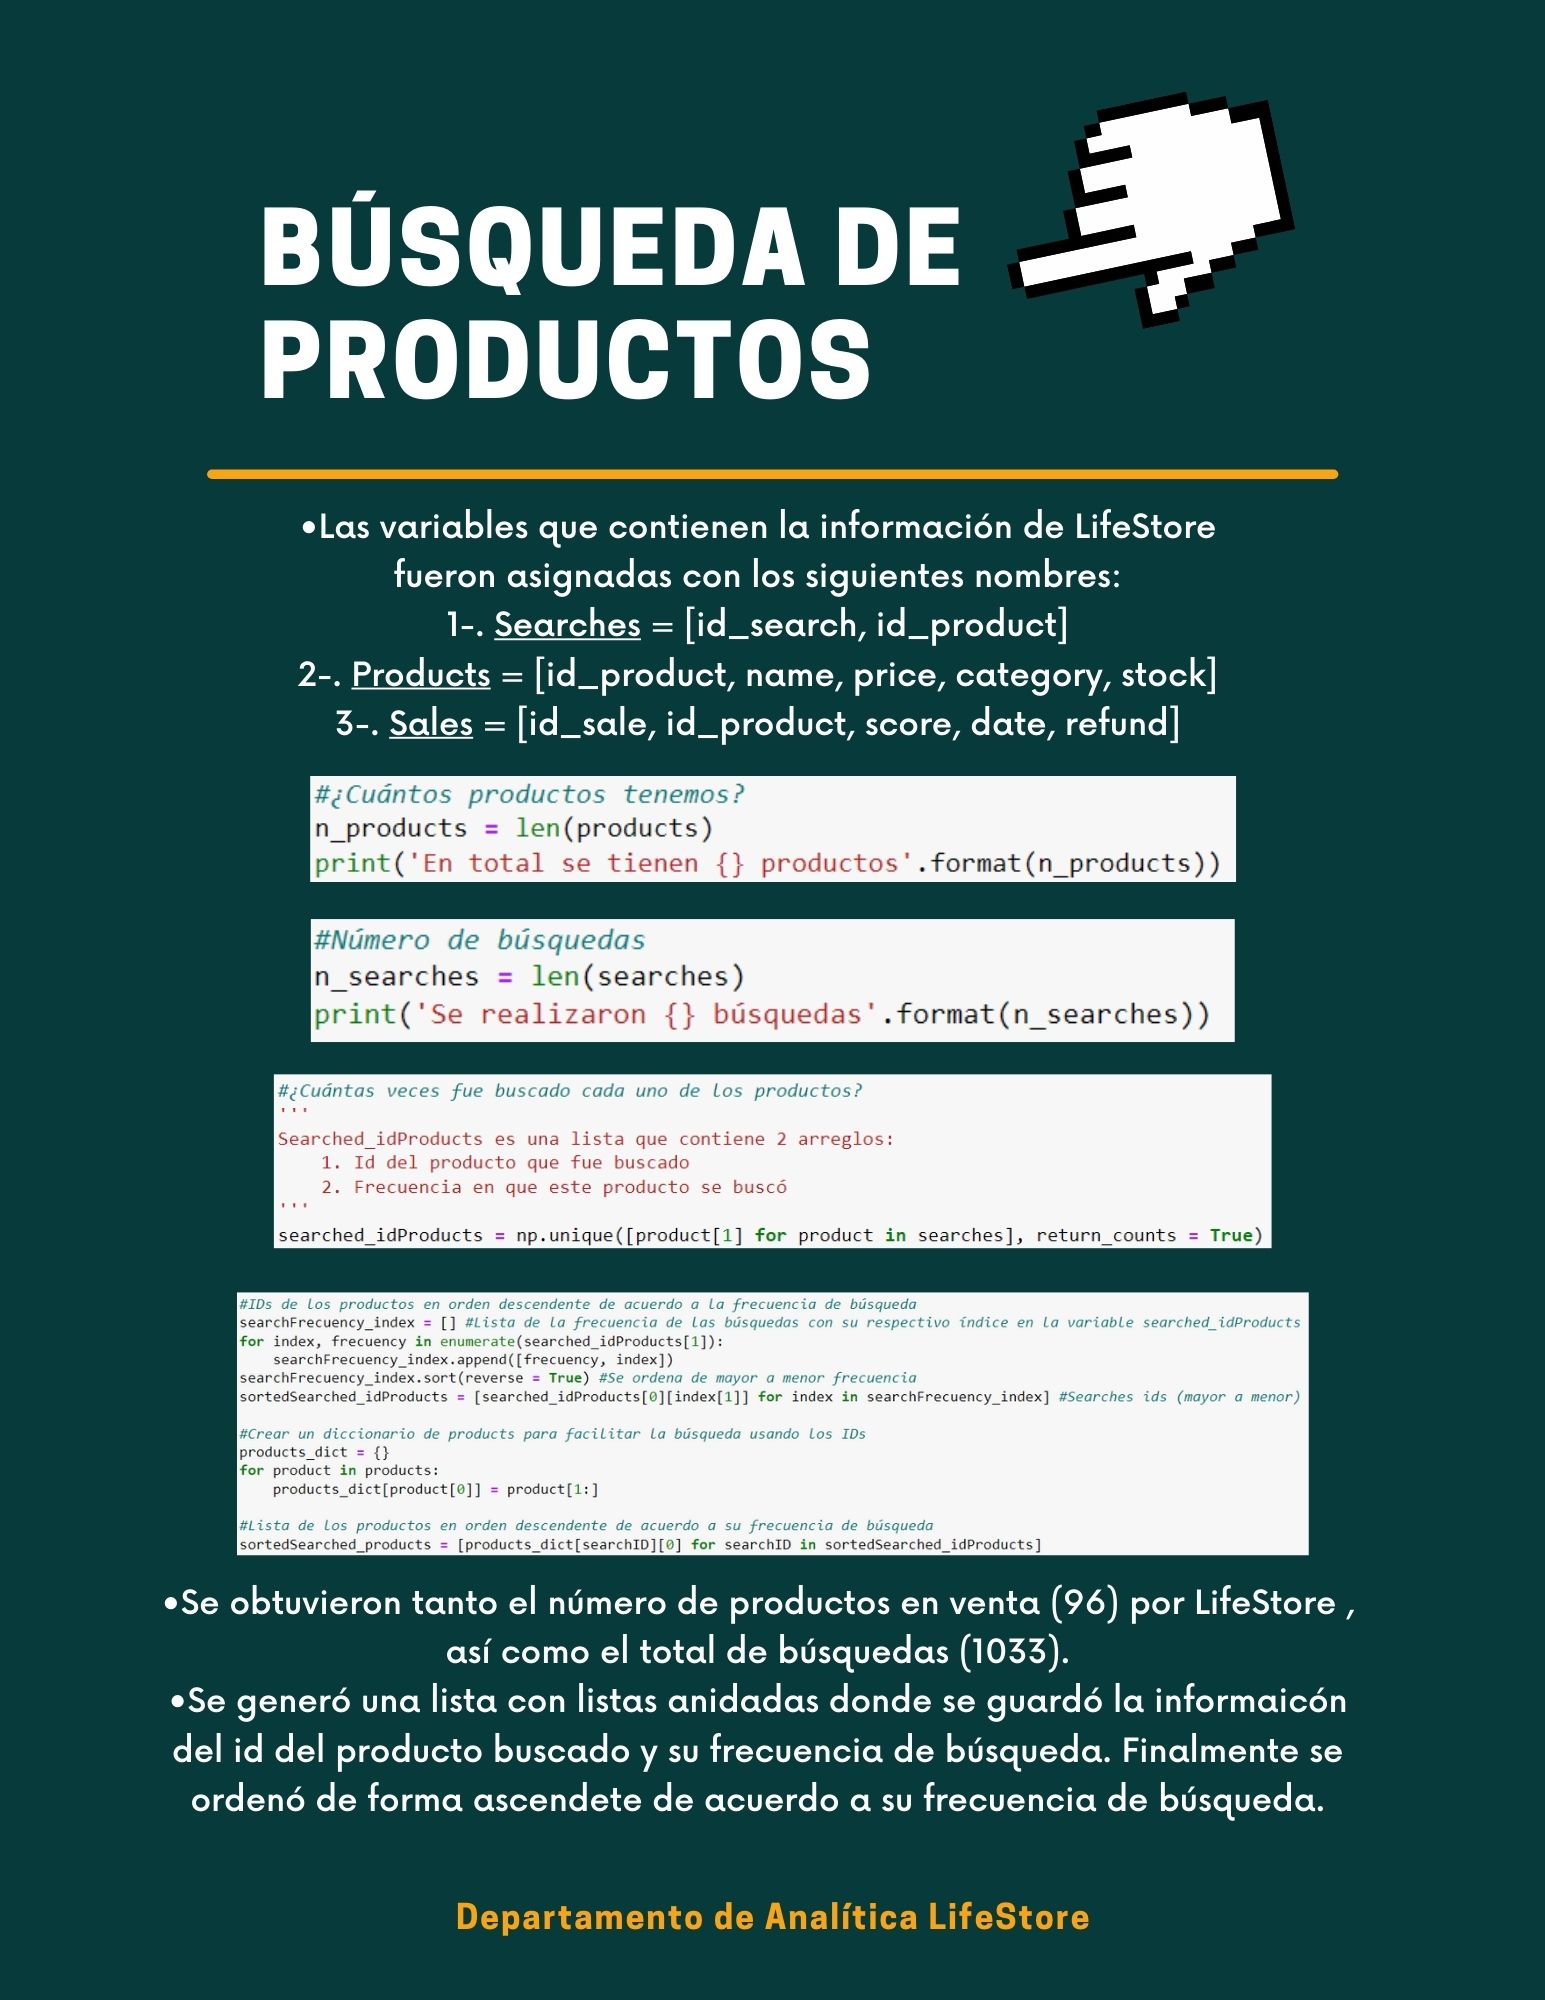 BÚSQUEDA DE
PRODUCTOS
•Las variables que contienen la información de LifeStore
fueron asignadas con los siguientes nombres:
1-. Searches = [id_search, id_product]
2-. Products = [id_product, name, price, category, stock]
3-. Sales = [id_sale, id_product, score, date, refund]
#¿Cuántos productos tenemos?
n_products = len(products)
print('En total se tienen {} productos'.format(n_products))
#Número de búsquedas
n_searches = len(searches)
print('Se realizaron {} búsquedas'.format(n_searches))
#¿Cuántas veces fue buscado cada uno de los productos?
'''
Searched_idProducts es una lista que contiene 2 arreglos:
    1. Id del producto que fue buscado
    2. Frecuencia en que este producto se buscó
'''
searched_idProducts = np.unique([product[1] for product in searches], return_counts = True)
#IDs de los productos en orden descendente de acuerdo a la frecuencia de búsqueda
searchFrecuency_index = [] #Lista de la frecuencia de las búsquedas con su respectivo índice en la variable searched_idProducts
for index, frecuency in enumerate(searched_idProducts[1]):
    searchFrecuency_index.append([frecuency, index])
searchFrecuency_index.sort(reverse = True) #Se ordena de mayor a menor frecuencia
sortedSearched_idProducts = [searched_idProducts[0][index[1]] for index in searchFrecuency_index] #Searches ids (mayor a menor)
#Crear un diccionario de products para facilitar la búsqueda usando los IDs
products_dict = {}
for product in products:
    products_dict[product[0]] = product[1:]
#Lista de los productos en orden descendente de acuerdo a su frecuencia de búsqueda
sortedSearched_products = [products_dict[searchID][0] for searchID in sortedSearched_idProducts]
•Se obtuvieron tanto el número de productos en venta (96) por LifeStore ,
así como el total de búsquedas (1033).
•Se generó una lista con listas anidadas donde se guardó la informaicón
del id del producto buscado y su frecuencia de búsqueda. Finalmente se
ordenó de forma ascendete de acuerdo a su frecuencia de búsqueda.
Departamento de Analítica LifeStore